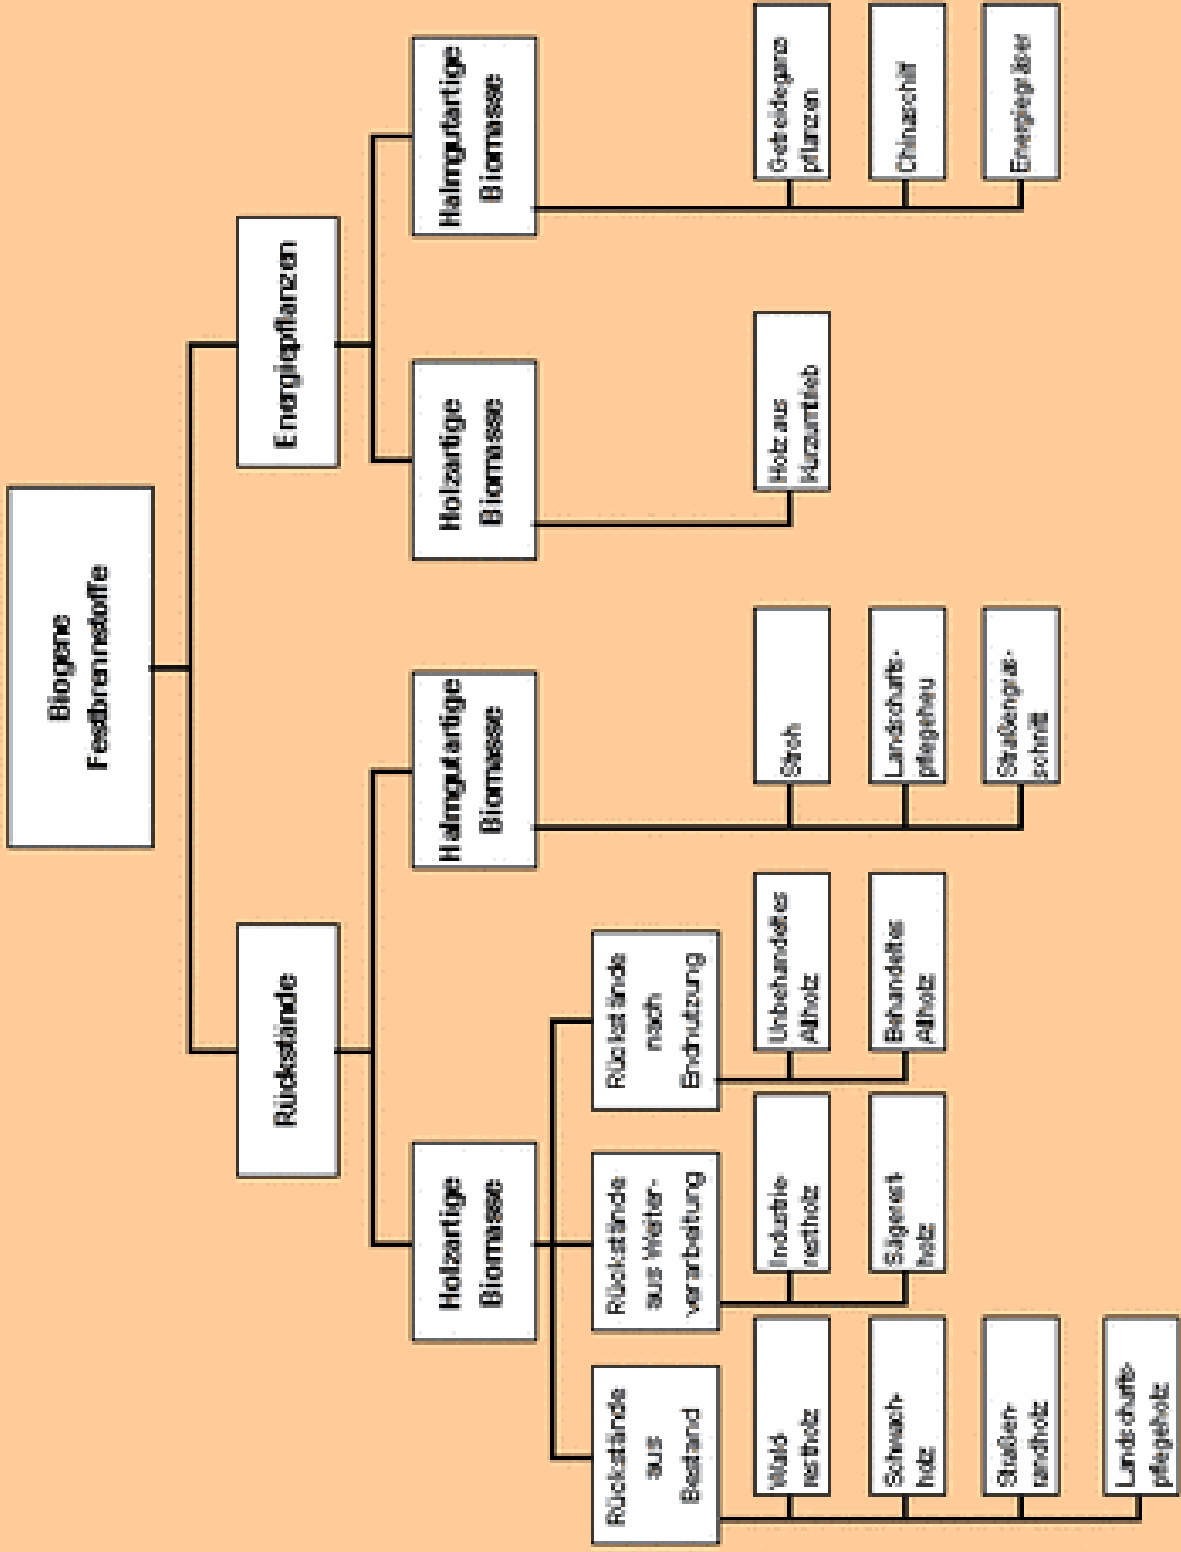 Biogene
Festbrennstoffe
Rückstände
Energiepflanzen
Holzartige
Biomasse
Halmgutartige
Biomasse
Holzartige
Biomasse
Halmgutartige
Biomasse
Rückstände
aus
Bestand
Rückstände
aus Weiter-
verarbeitung
Rückstände
nach
Endnutzung
Wald-
restholz
Schwach-
holz
Straßen-
randholz
Landschafts-
pflegeholz
Industrie-
restholz
Sägerest-
holz
Unbehandeltes
Altholz
Behandeltes
Altholz
Stroh
Landschafts-
pflegeheu
Straßengras-
schnitt
Holz aus
Kurzumtrieb
Getreideganz
pflanzen
Chinaschilf
Energiegräser